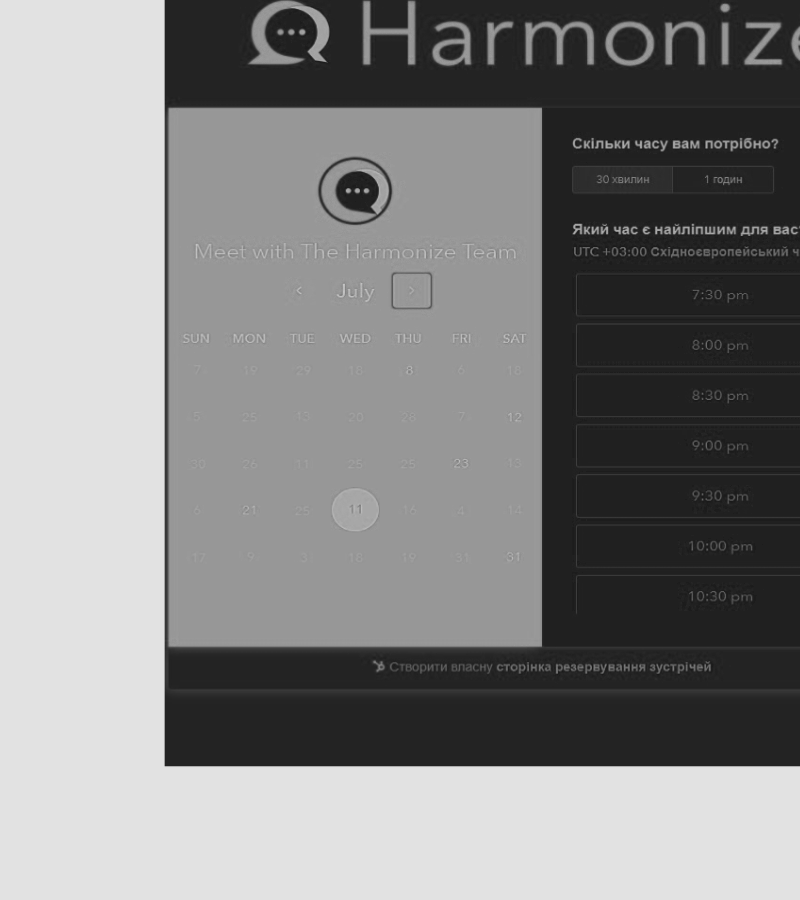 Harmonize
Meet with The Harmonize Team
July
SUN MON TUE WED THU FRI SAT
7 19 29 18 8 6 16
5 25 13 20 28 7 12
30 26 11 25 25 23 13
6 21 25 11 16 4 14
17 9 3 18 19 31 31
Скільки часу вам потрібно?
30 хвилин 1 годин
Який час є найліпшим для вас
UTC +03:00 Східноєвропейський ч
7:30 pm
8:00 pm
8:30 pm
9:00 pm
9:30 pm
10:00 pm
10:30 pm
Створити власну сторінка резервування зустрічей